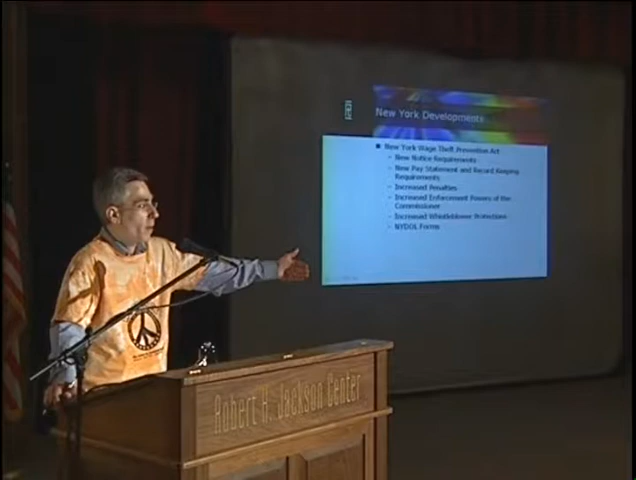 New York Developments
New York Wage Theft Prevention Act
- New Notice Requirements
- New Pay Statement and Record Keeping
Requirements
- Increased Penalties
- Increased Enforcement Powers of the
Commissioner
- Increased Whistleblower Protections
- NYDOL Forms
Robert H. Jackson Center